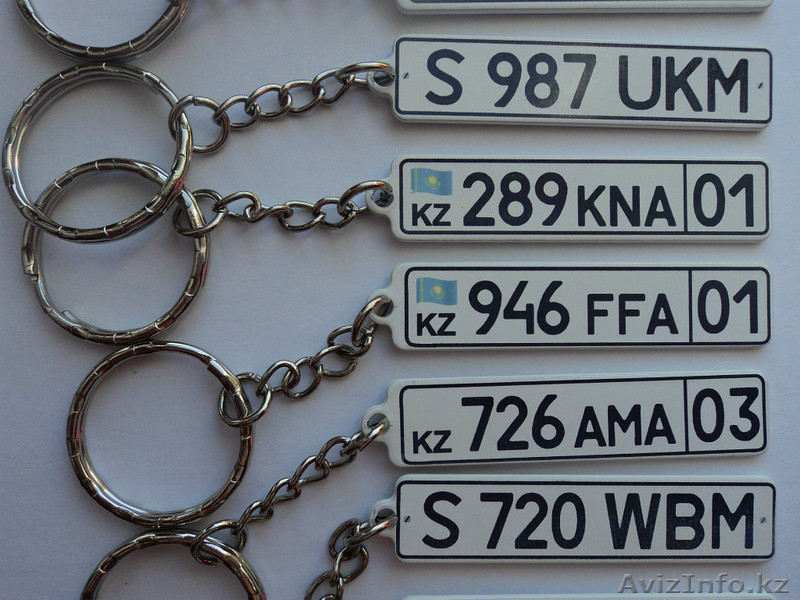 S 987 UKM
KZ 289 KNA 01
KZ 946 FFA 01
KZ 726 AMA 03
S 720 WBM
AvizInfo.kz